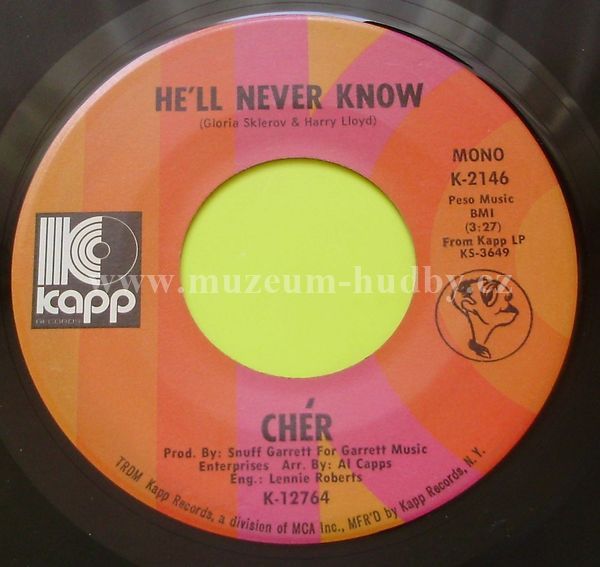 HE'LL NEVER KNOW
(Gloria Sklerov & Harry Lloyd)
MONO
K-2146
Peso Music
BMI
(3:27)
From Kapp LP
KS-3649
K
kapp
RECORDS
www.muzeum-hudby.cz
CHÉR
Prod. By: Snuff Garrett For Garrett Music
Enterprises Arr. By: Al Capps
Eng.: Lennie Roberts
K-12764
TRDM Kapp Records, a division of MCA Inc., MFR'D by Kapp Records, N. Y.